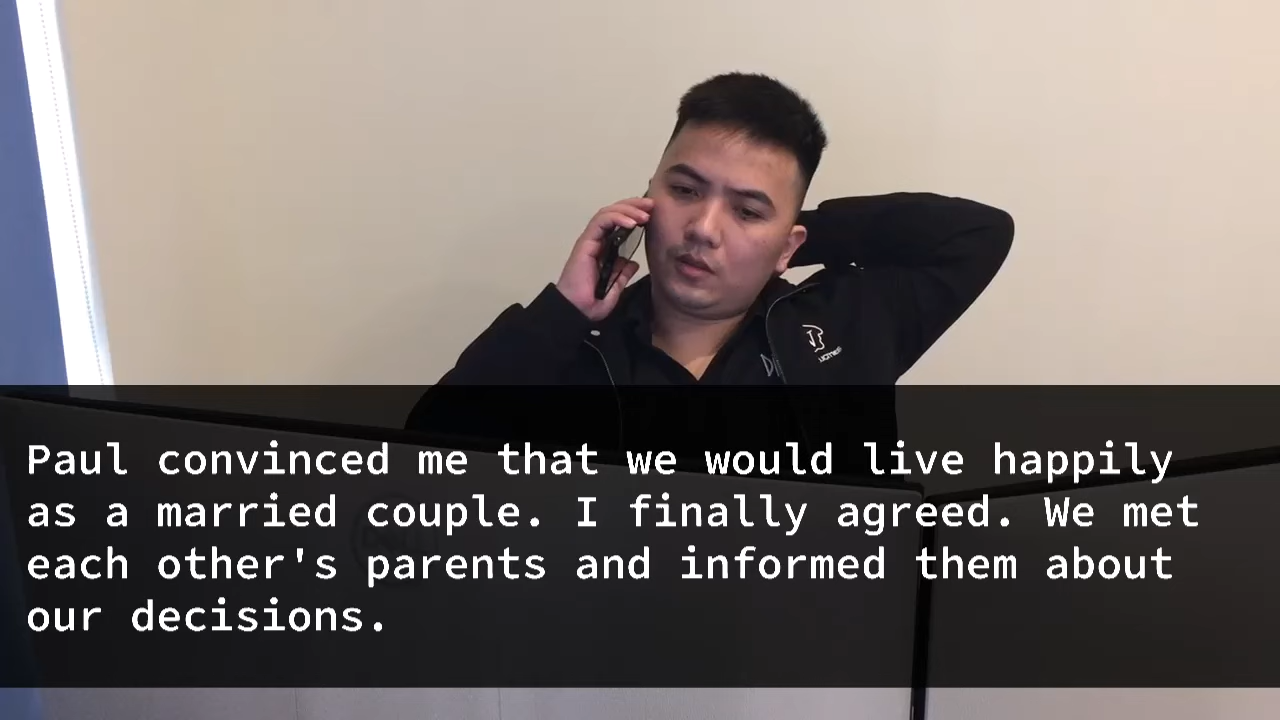 Paul convinced me that we would live happily
as a married couple. I finally agreed. We met
each other's parents and informed them about
our decisions.